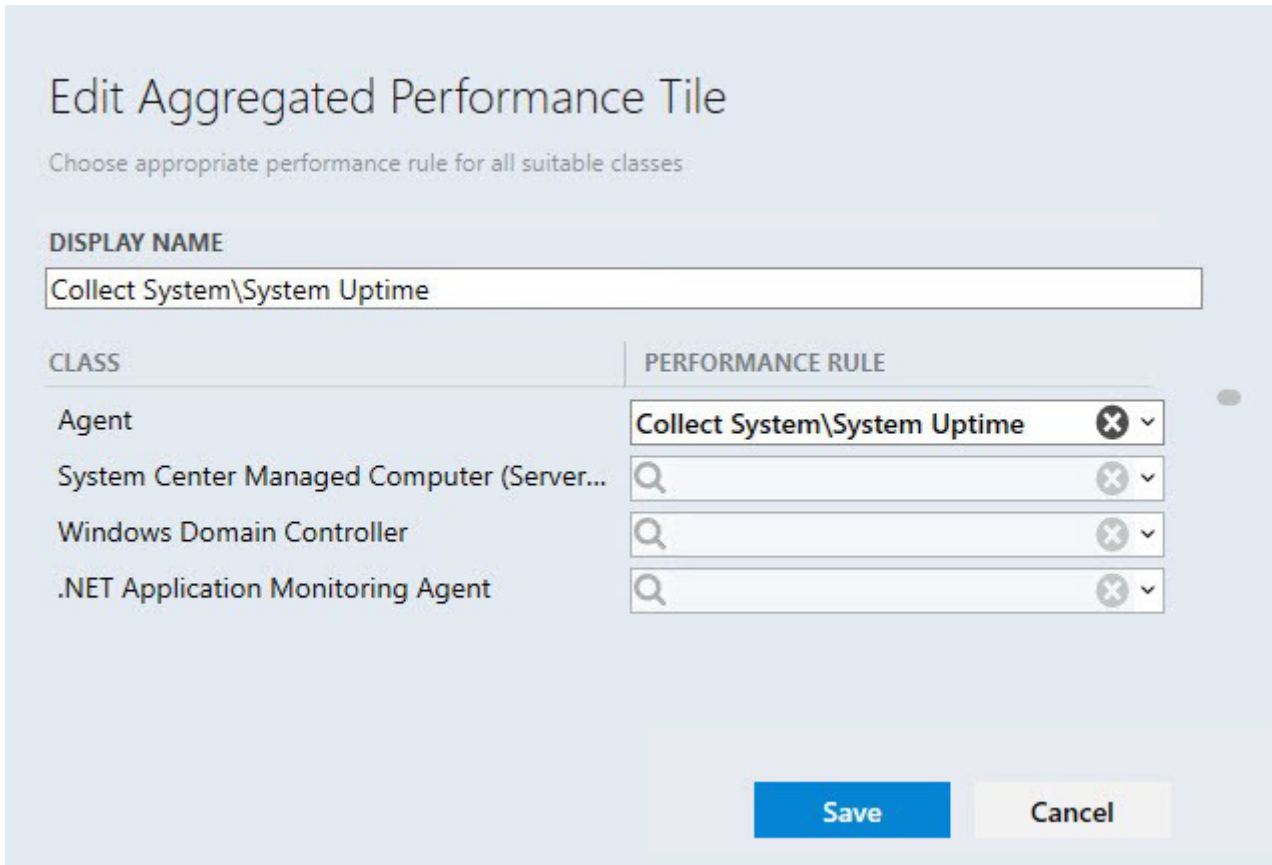 Edit Aggregated Performance Tile
Choose appropriate performance rule for all suitable classes
DISPLAY NAME
Collect System\System Uptime
CLASS PERFORMANCE RULE
Agent Collect System\System Uptime
System Center Managed Computer (Server...
Windows Domain Controller
.NET Application Monitoring Agent
Save Cancel